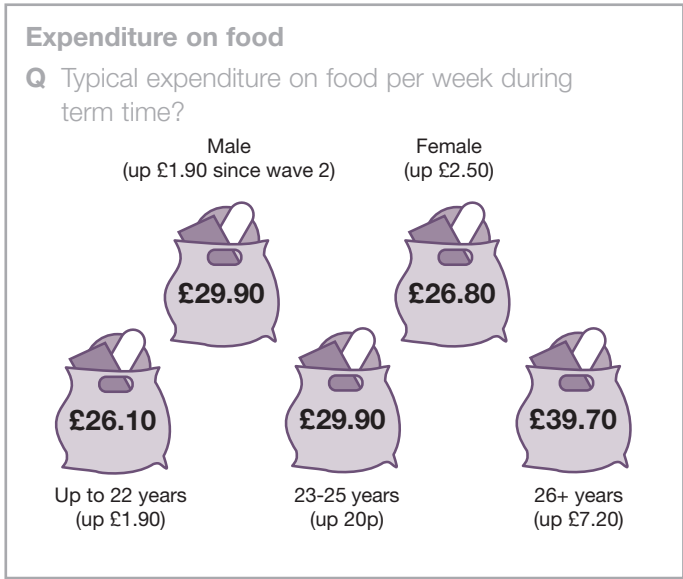 Expenditure on food
Q Typical expenditure on food per week during
term time?
Male
(up £1.90 since wave 2)
Female
(up £2.50)
£29.90
£26.80
£26.10
£29.90
£39.70
Up to 22 years
(up £1.90)
23-25 years
(up 20p)
26+ years
(up £7.20)